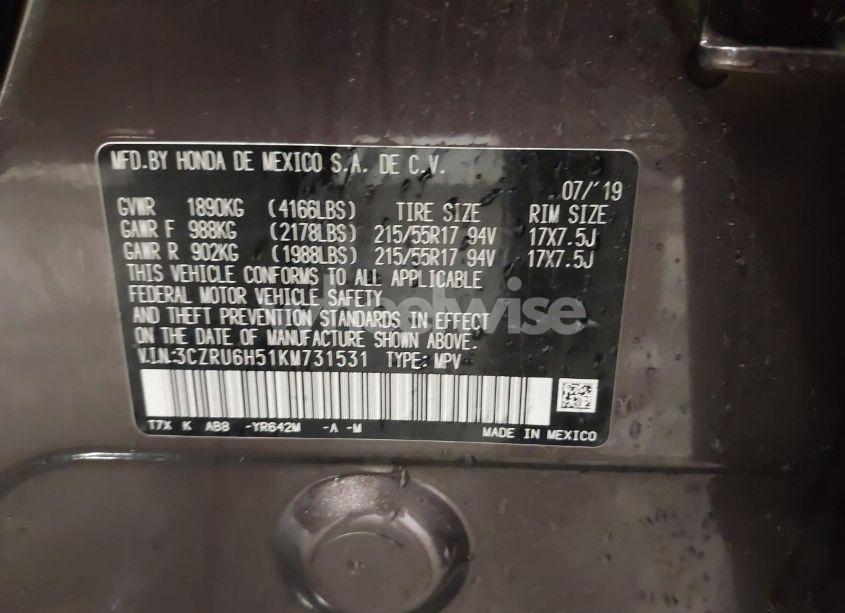 MFD.BY HONDA DE MEXICO S.A. DE C.V.
07/'19
GVWR 1890KG (4166LBS) TIRE SIZE RIM SIZE
GAWR F 988KG (2178LBS) 215/55R17 94V 17X7.5J
GAWR R 902KG (1988LBS) 215/55R17 94V 17X7.5J
THIS VEHICLE CONFORMS TO ALL APPLICABLE
FEDERAL MOTOR VEHICLE SAFETY
AND THEFT PREVENTION STANDARDS IN EFFECT
ON THE DATE OF MANUFACTURE SHOWN ABOVE.
V.I.N:3CZRU6H51KM731531 TYPE:MPV
T7X K AB8 -YR642M -A -M
MADE IN MEXICO